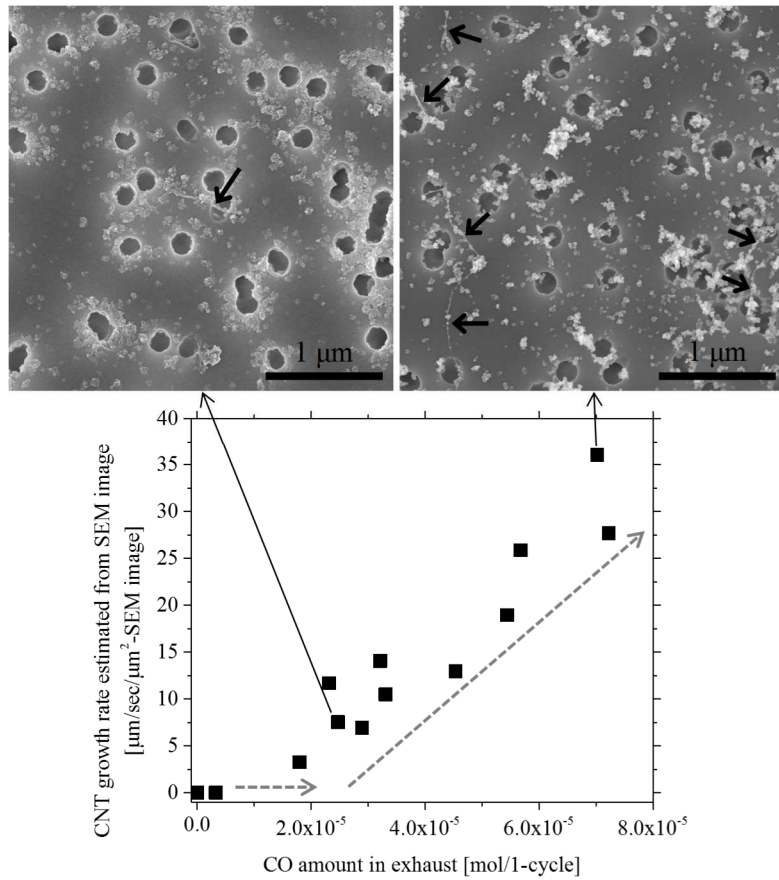 1 μm
1 μm
40
35
30
25
20
15
10
5
0
CNT growth rate estimated from SEM image
[μm/sec/μm²-SEM image]
0.0
2.0x10⁻⁵
4.0x10⁻⁵
6.0x10⁻⁵
8.0x10⁻⁵
CO amount in exhaust [mol/1-cycle]